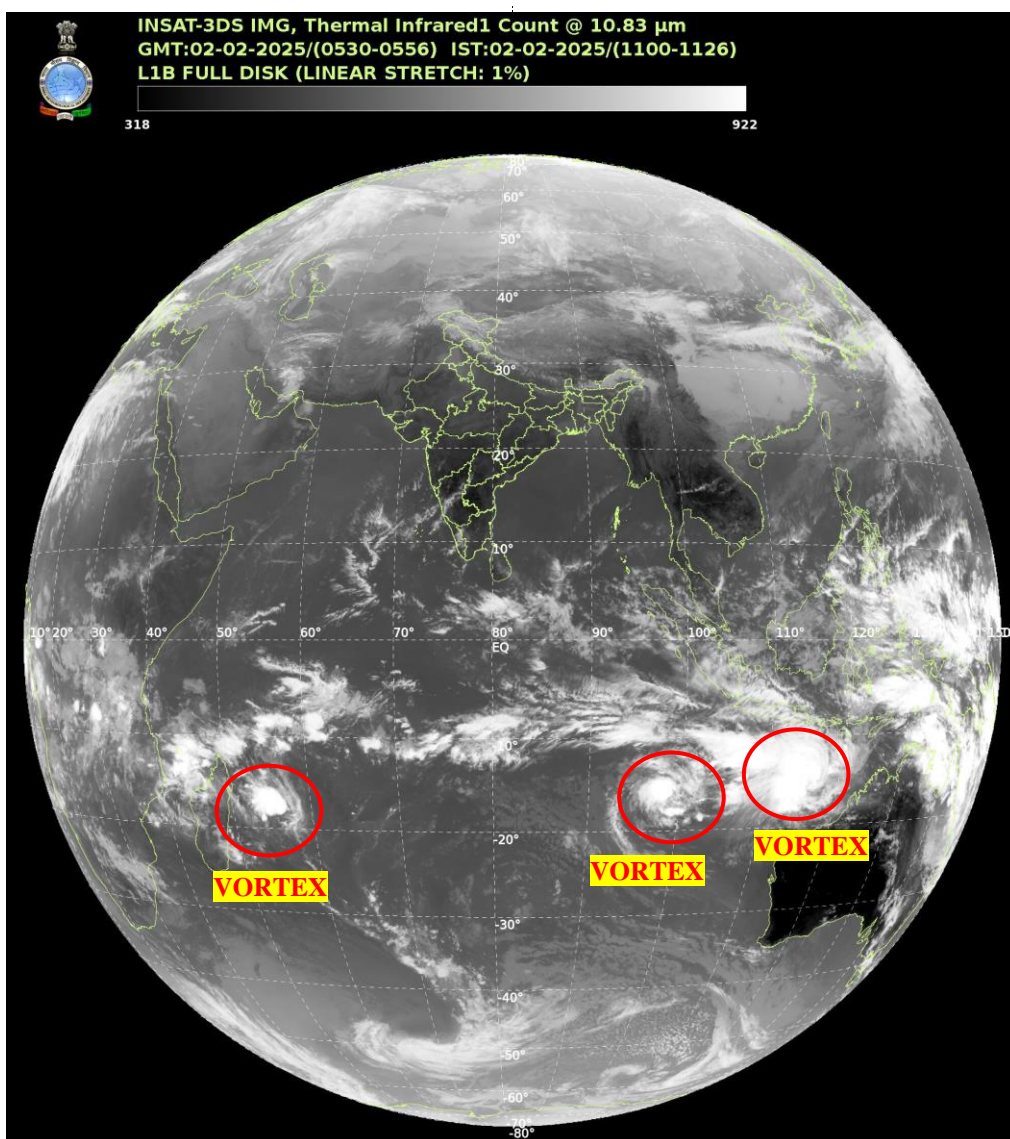 INSAT-3DS IMG, Thermal Infrared1 Count @ 10.83 μm
GMT:02-02-2025/(0530-0556) IST:02-02-2025/(1100-1126)
L1B FULL DISK (LINEAR STRETCH: 1%)
318 922
80°
70°
60°
50°
40°
30°
20°
10°
10° 20° 30° 40° 50° 60° 70° 80° 90° 100° 110° 120°
EQ
-20°
VORTEX
VORTEX
VORTEX
-30°
-40°
-50°
-60°
-70°
-80°